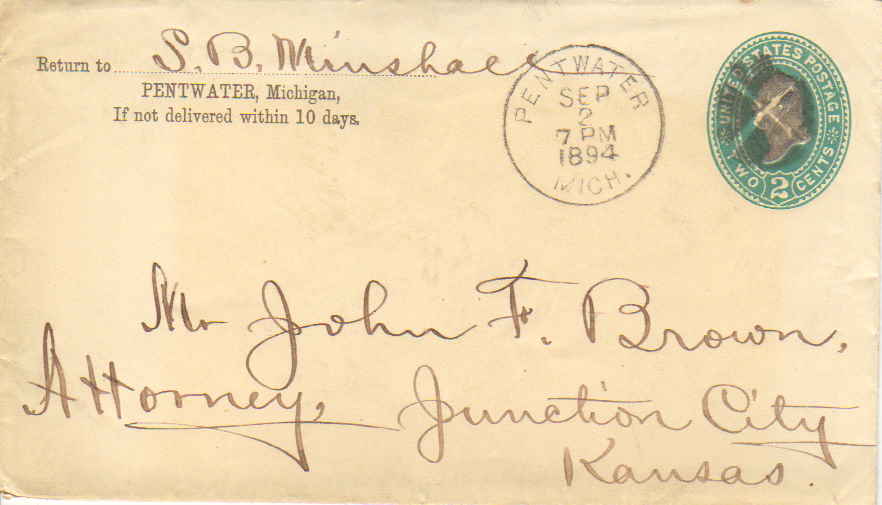 Return to S. B. Minshall
PENTWATER, Michigan,
If not delivered within 10 days.
PENTWATER
SEP
2
7 PM
1894
MICH.
UNITED STATES POSTAGE
TWO 2 CENTS
Mr John F. Brown,
Attorney, Junction City
Kansas.